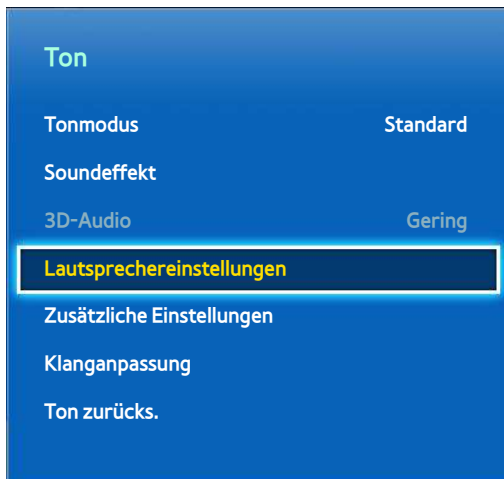 Ton
Tonmodus Standard
Soundeffekt
3D-Audio Gering
Lautsprechereinstellungen
Zusätzliche Einstellungen
Klanganpassung
Ton zurücks.